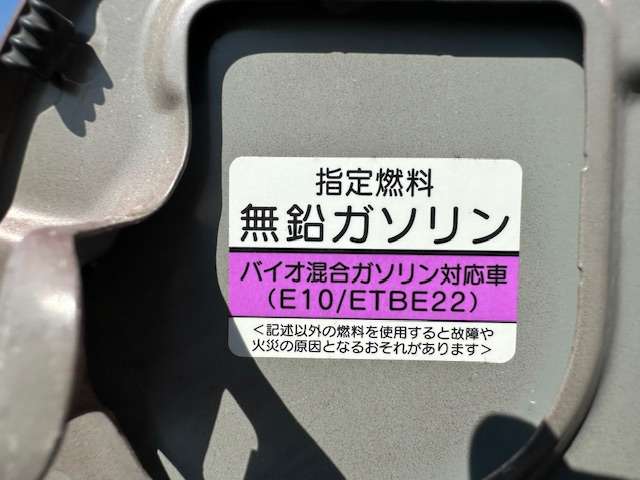 指定燃料
無鉛ガソリン
バイオ混合ガソリン対応車
(E10/ETBE22)
<記述以外の燃料を使用すると故障や
火災の原因となるおそれがあります>